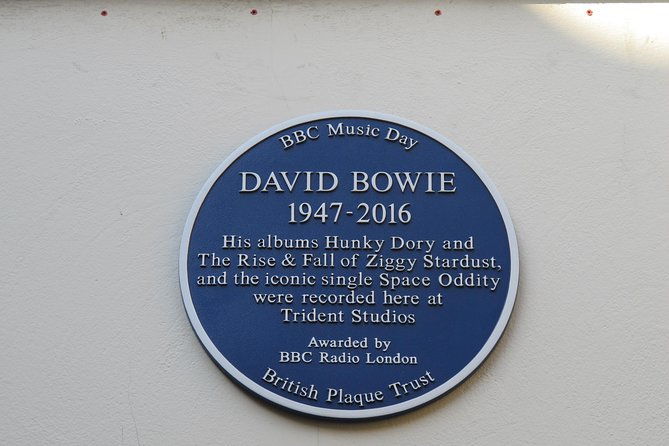 BBC Music Day
DAVID BOWIE
1947-2016
His albums Hunky Dory and
The Rise & Fall of Ziggy Stardust,
and the iconic single Space Oddity
were recorded here at
Trident Studios
Awarded by
BBC Radio London
British Plaque Trust